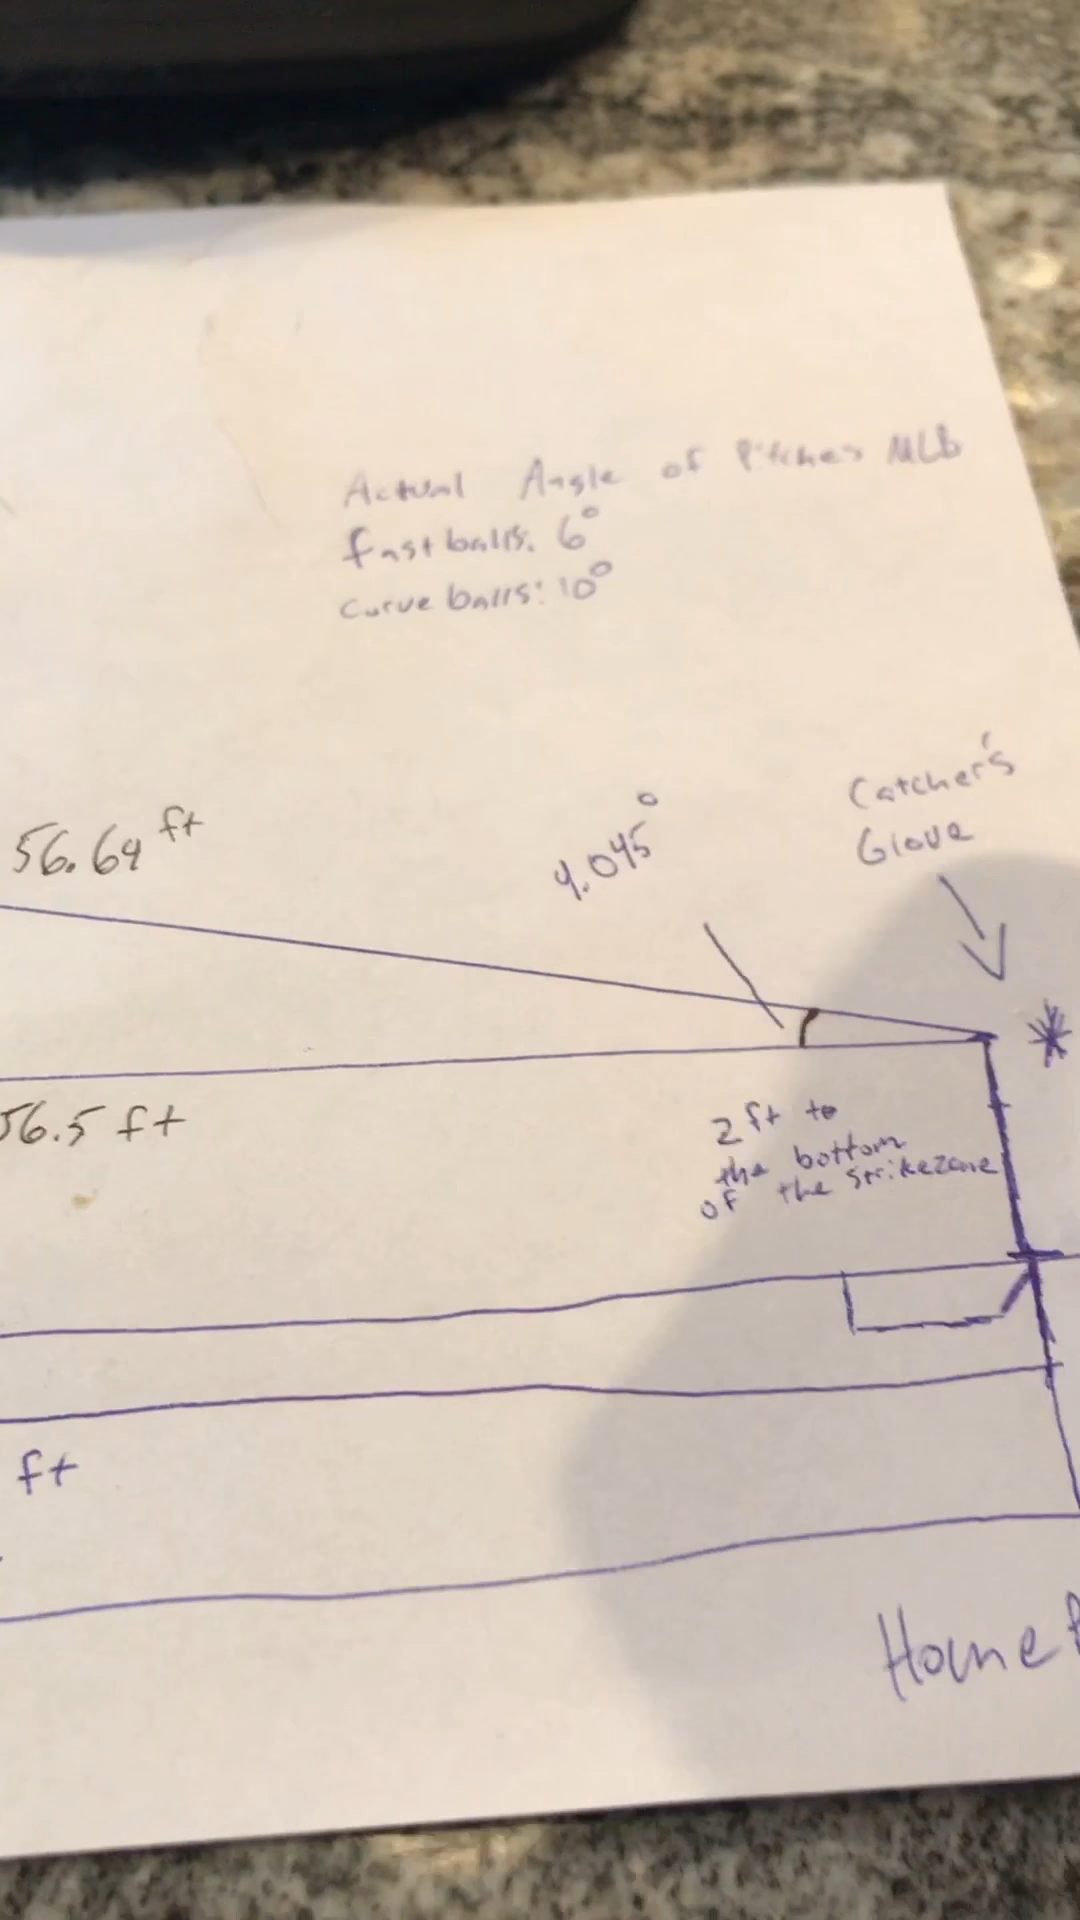 Actual Angle of Pitches MLB
fastballs: 6°
curve balls: 10°
Catcher's
Glove
4.045°
56.64 ft
56.5 ft
2 ft to
the bottom
of the strikezone
ft
Home P